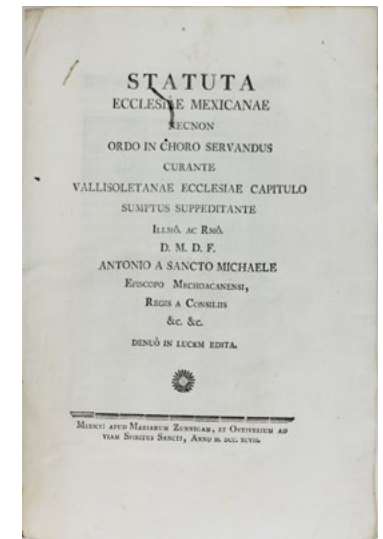 STATUTA
ECCLESIAE MEXICANAE
NECNON
ORDO IN CHORO SERVANDUS
CURANTE
VALLISOLETANAE ECCLESIAE CAPITULO
SUMPTUS SUPPEDITANTE
ILLMÔ. AC RMÔ.
D. M. D. F.
ANTONIO A SANCTO MICHAELE
EPISCOPO MECHOACANENSI,
REGIS A CONSILIIS
&c. &c.
DENUÒ IN LUCEM EDITA.
APUD MARIANUM ZUNNIGAM, ET ONTIVERIUM AD
VIAM SPIRITUS SANCTI, ANNO M. DCC. XCVII.